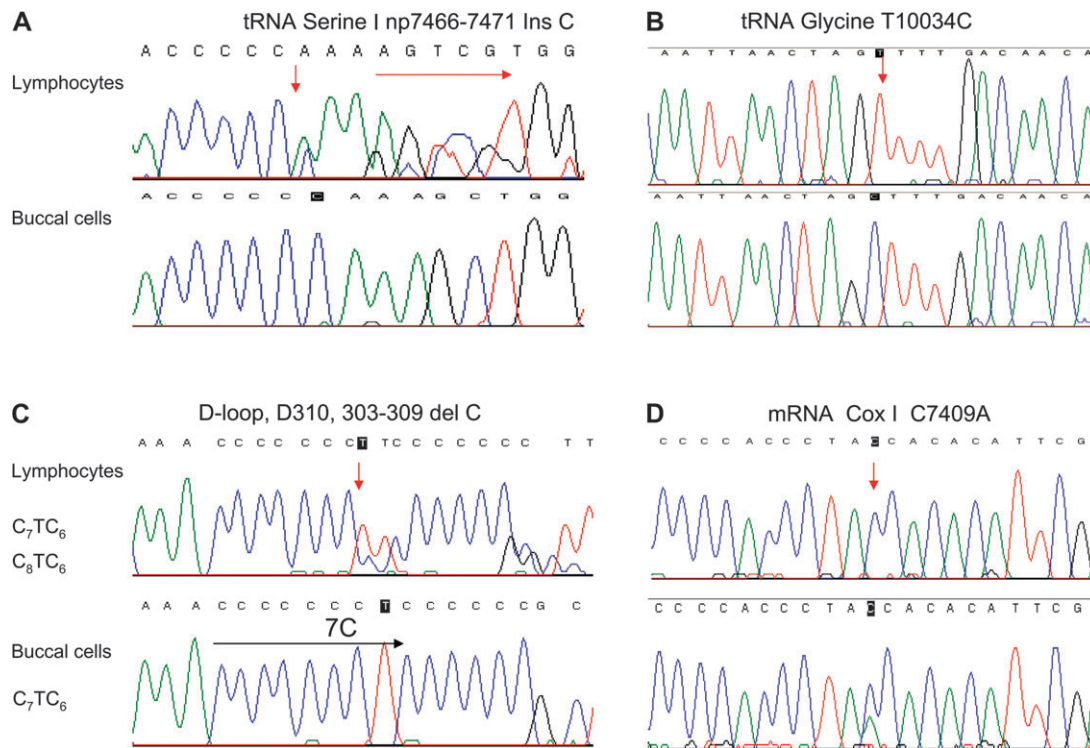 A
tRNA Serine I np7466-7471 Ins C
A C C C C C A A A A G T C G T G G
Lymphocytes
A C C C C C C A A A G C T G G
Buccal cells
B
tRNA Glycine T10034C
A A T T A A C T A G T T T T G A C A A C A
A A T T A A C T A G C T T T G A C A A C A
C
D-loop, D310, 303-309 del C
A A A C C C C C C C T T C C C C C C C T T
Lymphocytes
C7TC6
C8TC6
A A A C C C C C C C T C C C C C C G C
7C
Buccal cells
C7TC6
D
mRNA Cox I C7409A
C C C C A C C C T A C C A C A C A T T C G
C C C C A C C C T A C C A C A C A T T C G